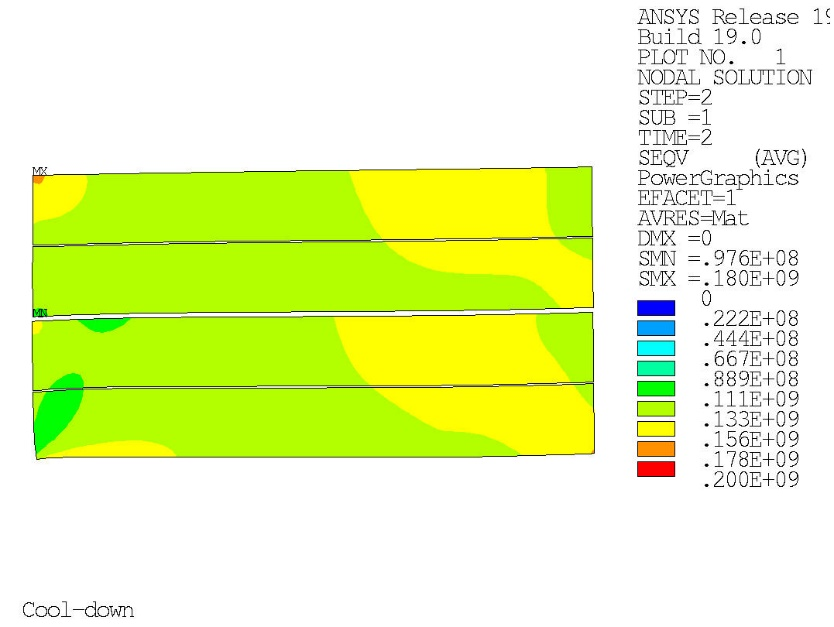 ANSYS Release 19
Build 19.0
PLOT NO. 1
NODAL SOLUTION
STEP=2
SUB =1
TIME=2
SEQV (AVG)
PowerGraphics
EFACET=1
AVRES=Mat
DMX =0
SMN =.976E+08
SMX =.180E+09
0
.222E+08
.444E+08
.667E+08
.889E+08
.111E+09
.133E+09
.156E+09
.178E+09
.200E+09
MX
MN
Cool-down